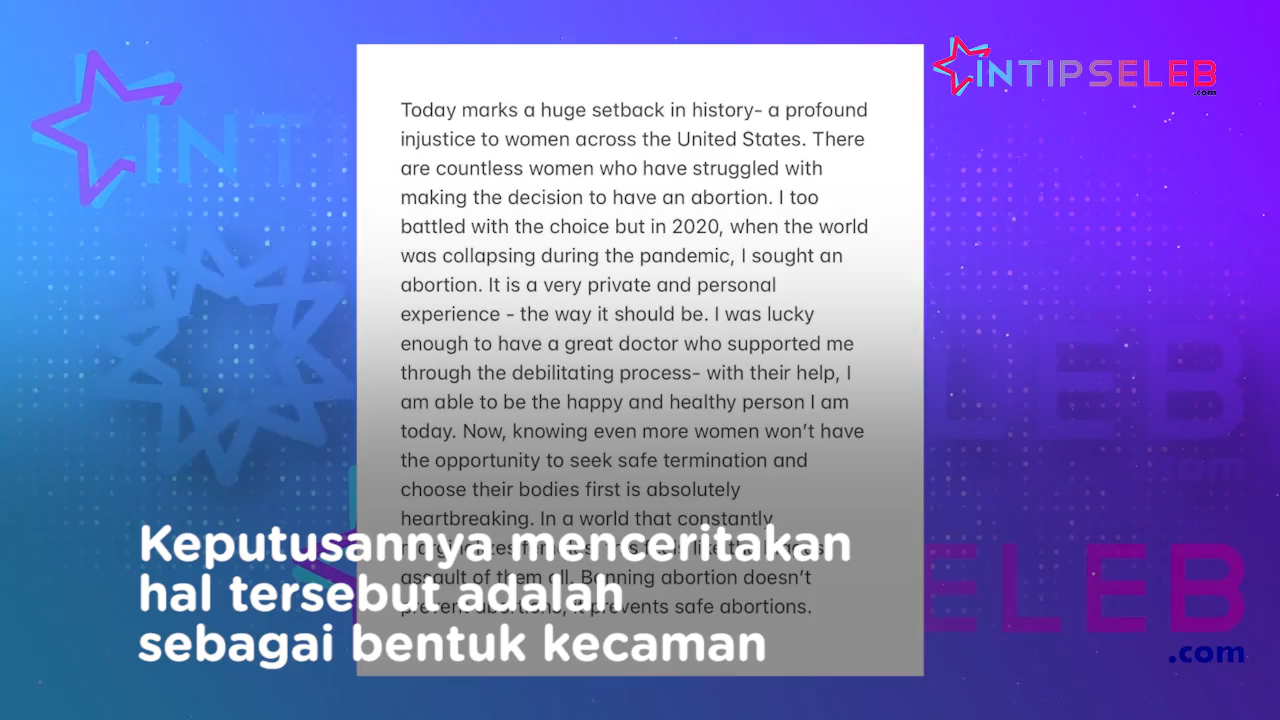 INTIPSELEB
.com
INT
Today marks a huge setback in history- a profound
injustice to women across the United States. There
are countless women who have struggled with
making the decision to have an abortion. I too
battled with the choice but in 2020, when the world
was collapsing during the pandemic, I sought an
abortion. It is a very private and personal
experience - the way it should be. I was lucky
enough to have a great doctor who supported me
through the debilitating process- with their help, I
am able to be the happy and healthy person I am
today. Now, knowing even more women won't have
the opportunity to seek safe termination and
choose their bodies first is absolutely
heartbreaking. In a world that constantly
assault of them all. Banning abortion doesn't
prevent abortions, it prevents safe abortions.
Keputusannya menceritakan
hal tersebut adalah
sebagai bentuk kecaman
LEB
.com
ELEB
.com